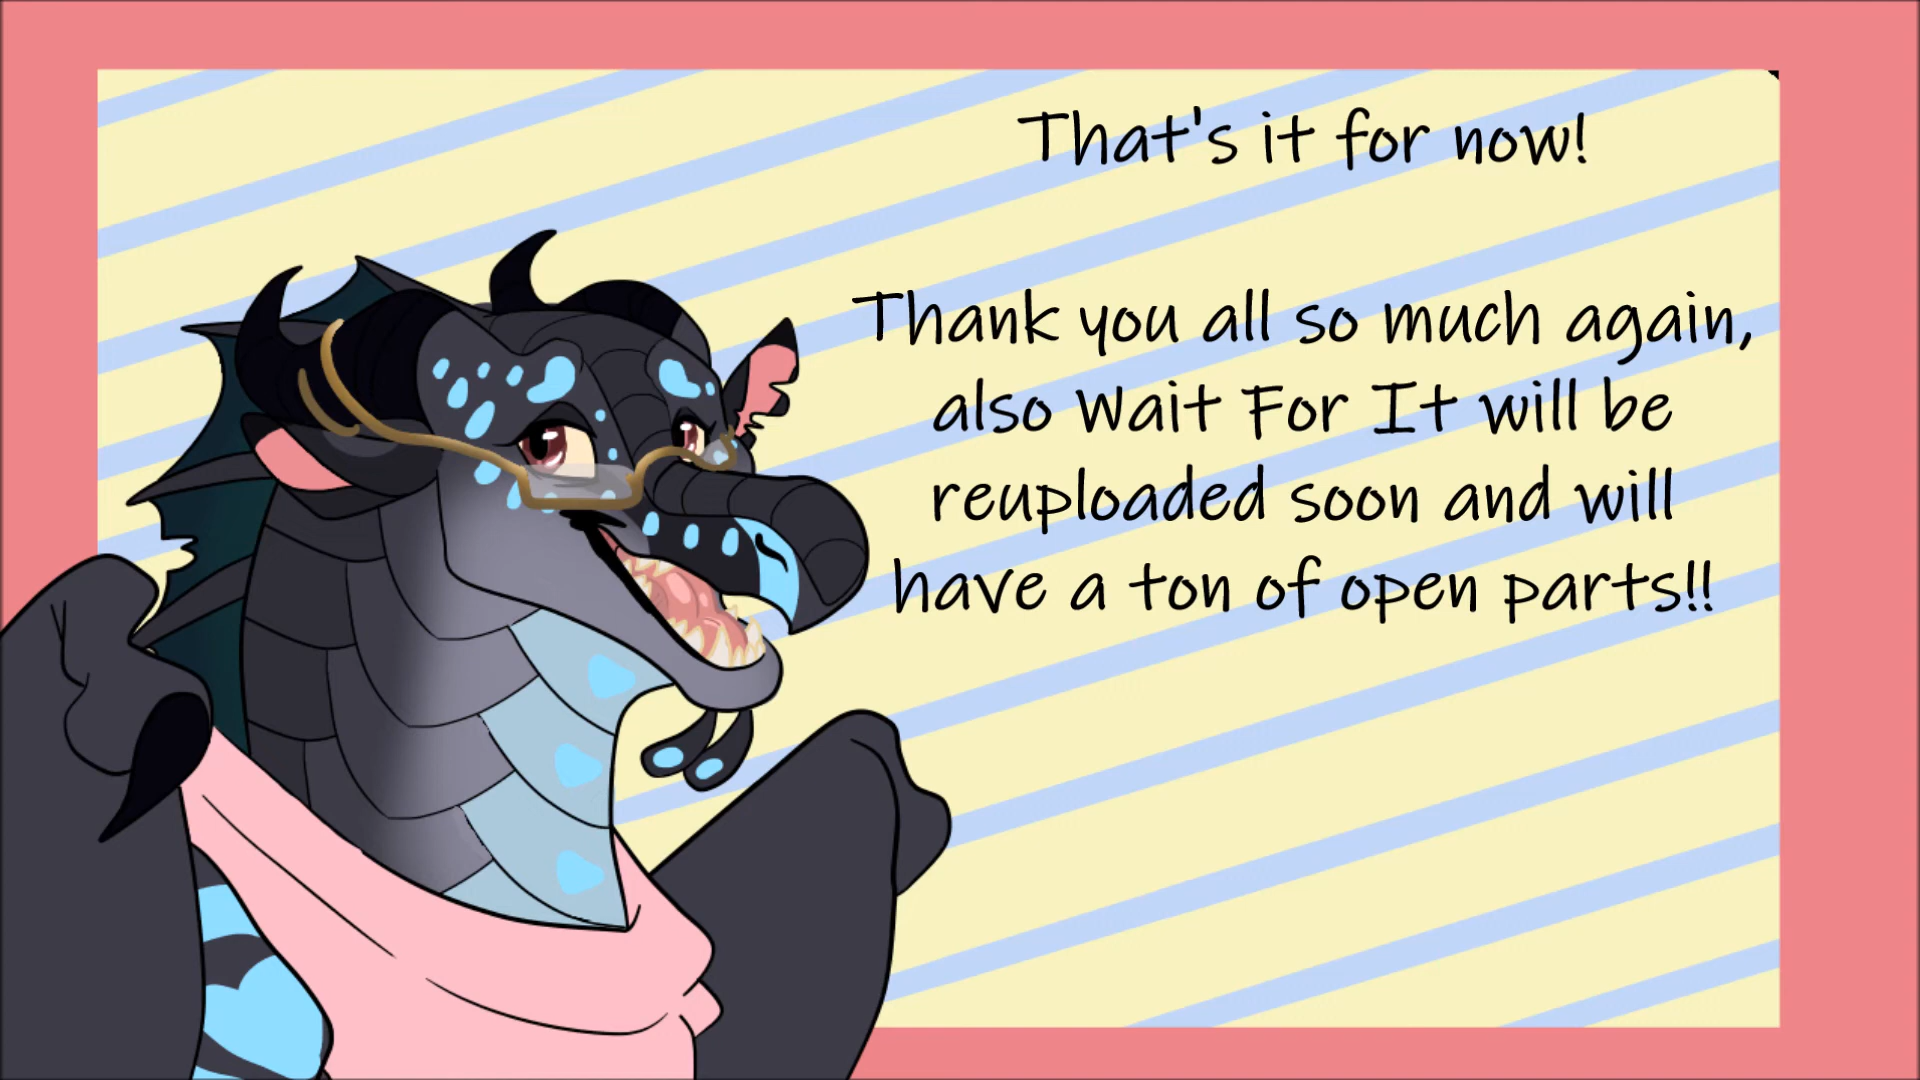 That's it for now!
Thank you all so much again,
also Wait For It will be
reuploaded soon and will
have a ton of open parts!!